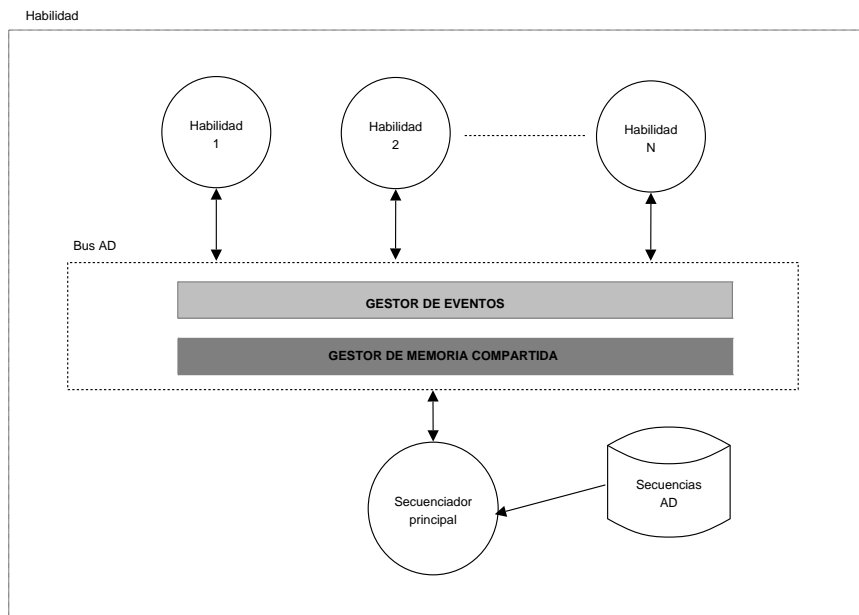 Habilidad
Habilidad
1
Habilidad
2
Habilidad
N
Bus AD
GESTOR DE EVENTOS
GESTOR DE MEMORIA COMPARTIDA
Secuenciador
principal
Secuencias
AD